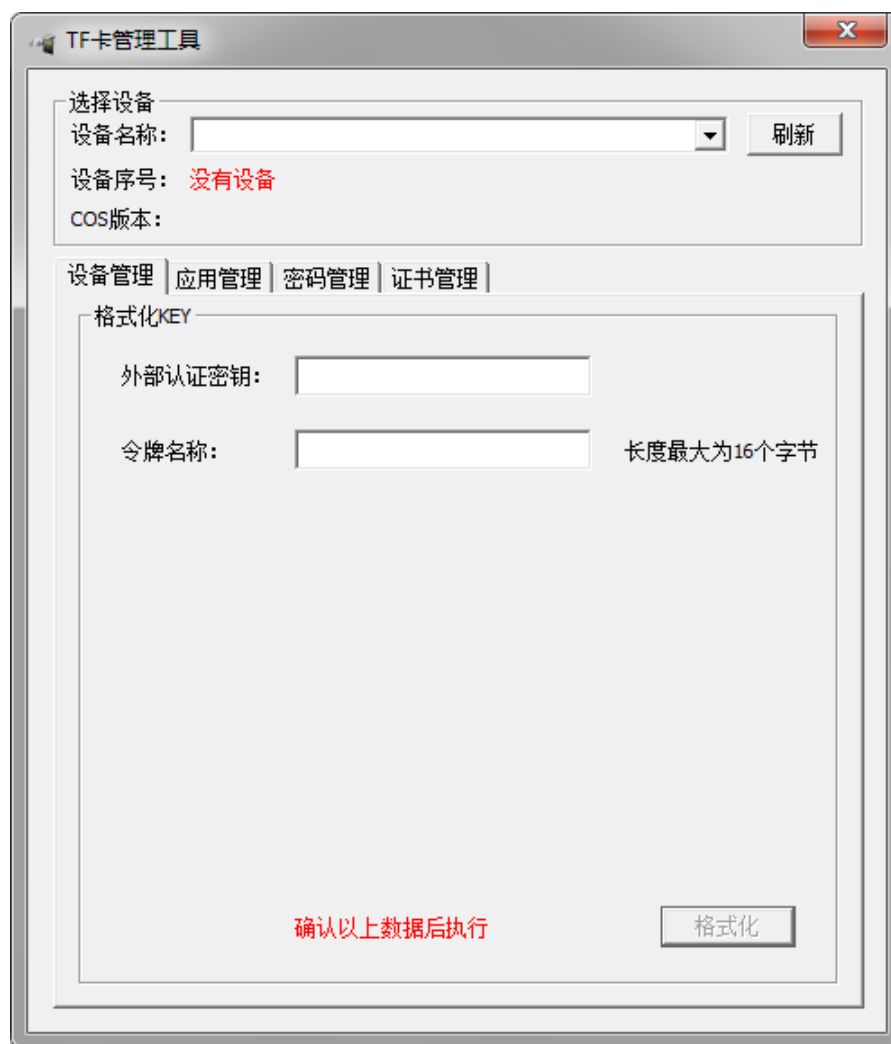 TF卡管理工具
选择设备
设备名称：
刷新
设备序号： 没有设备
COS版本：
设备管理 应用管理 密码管理 证书管理
格式化KEY
外部认证密钥：
令牌名称： 长度最大为16个字节
确认以上数据后执行 格式化